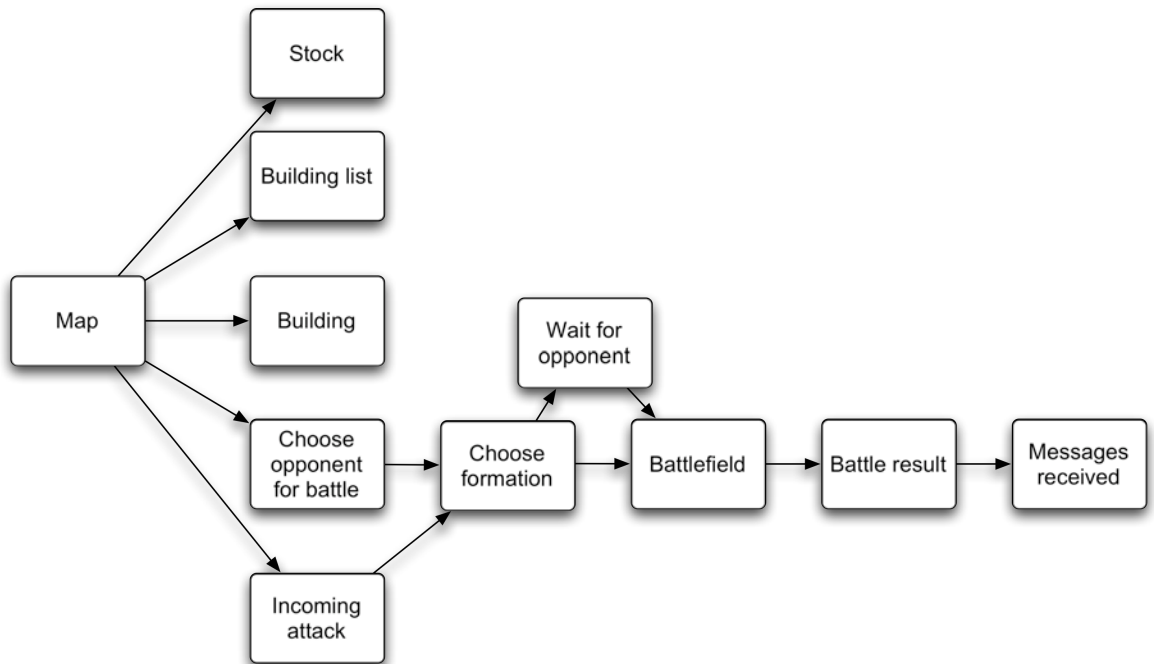 Stock
Building list
Map
Building
Wait for
opponent
Choose
opponent
for battle
Choose
formation
Battlefield
Battle result
Messages
received
Incoming
attack